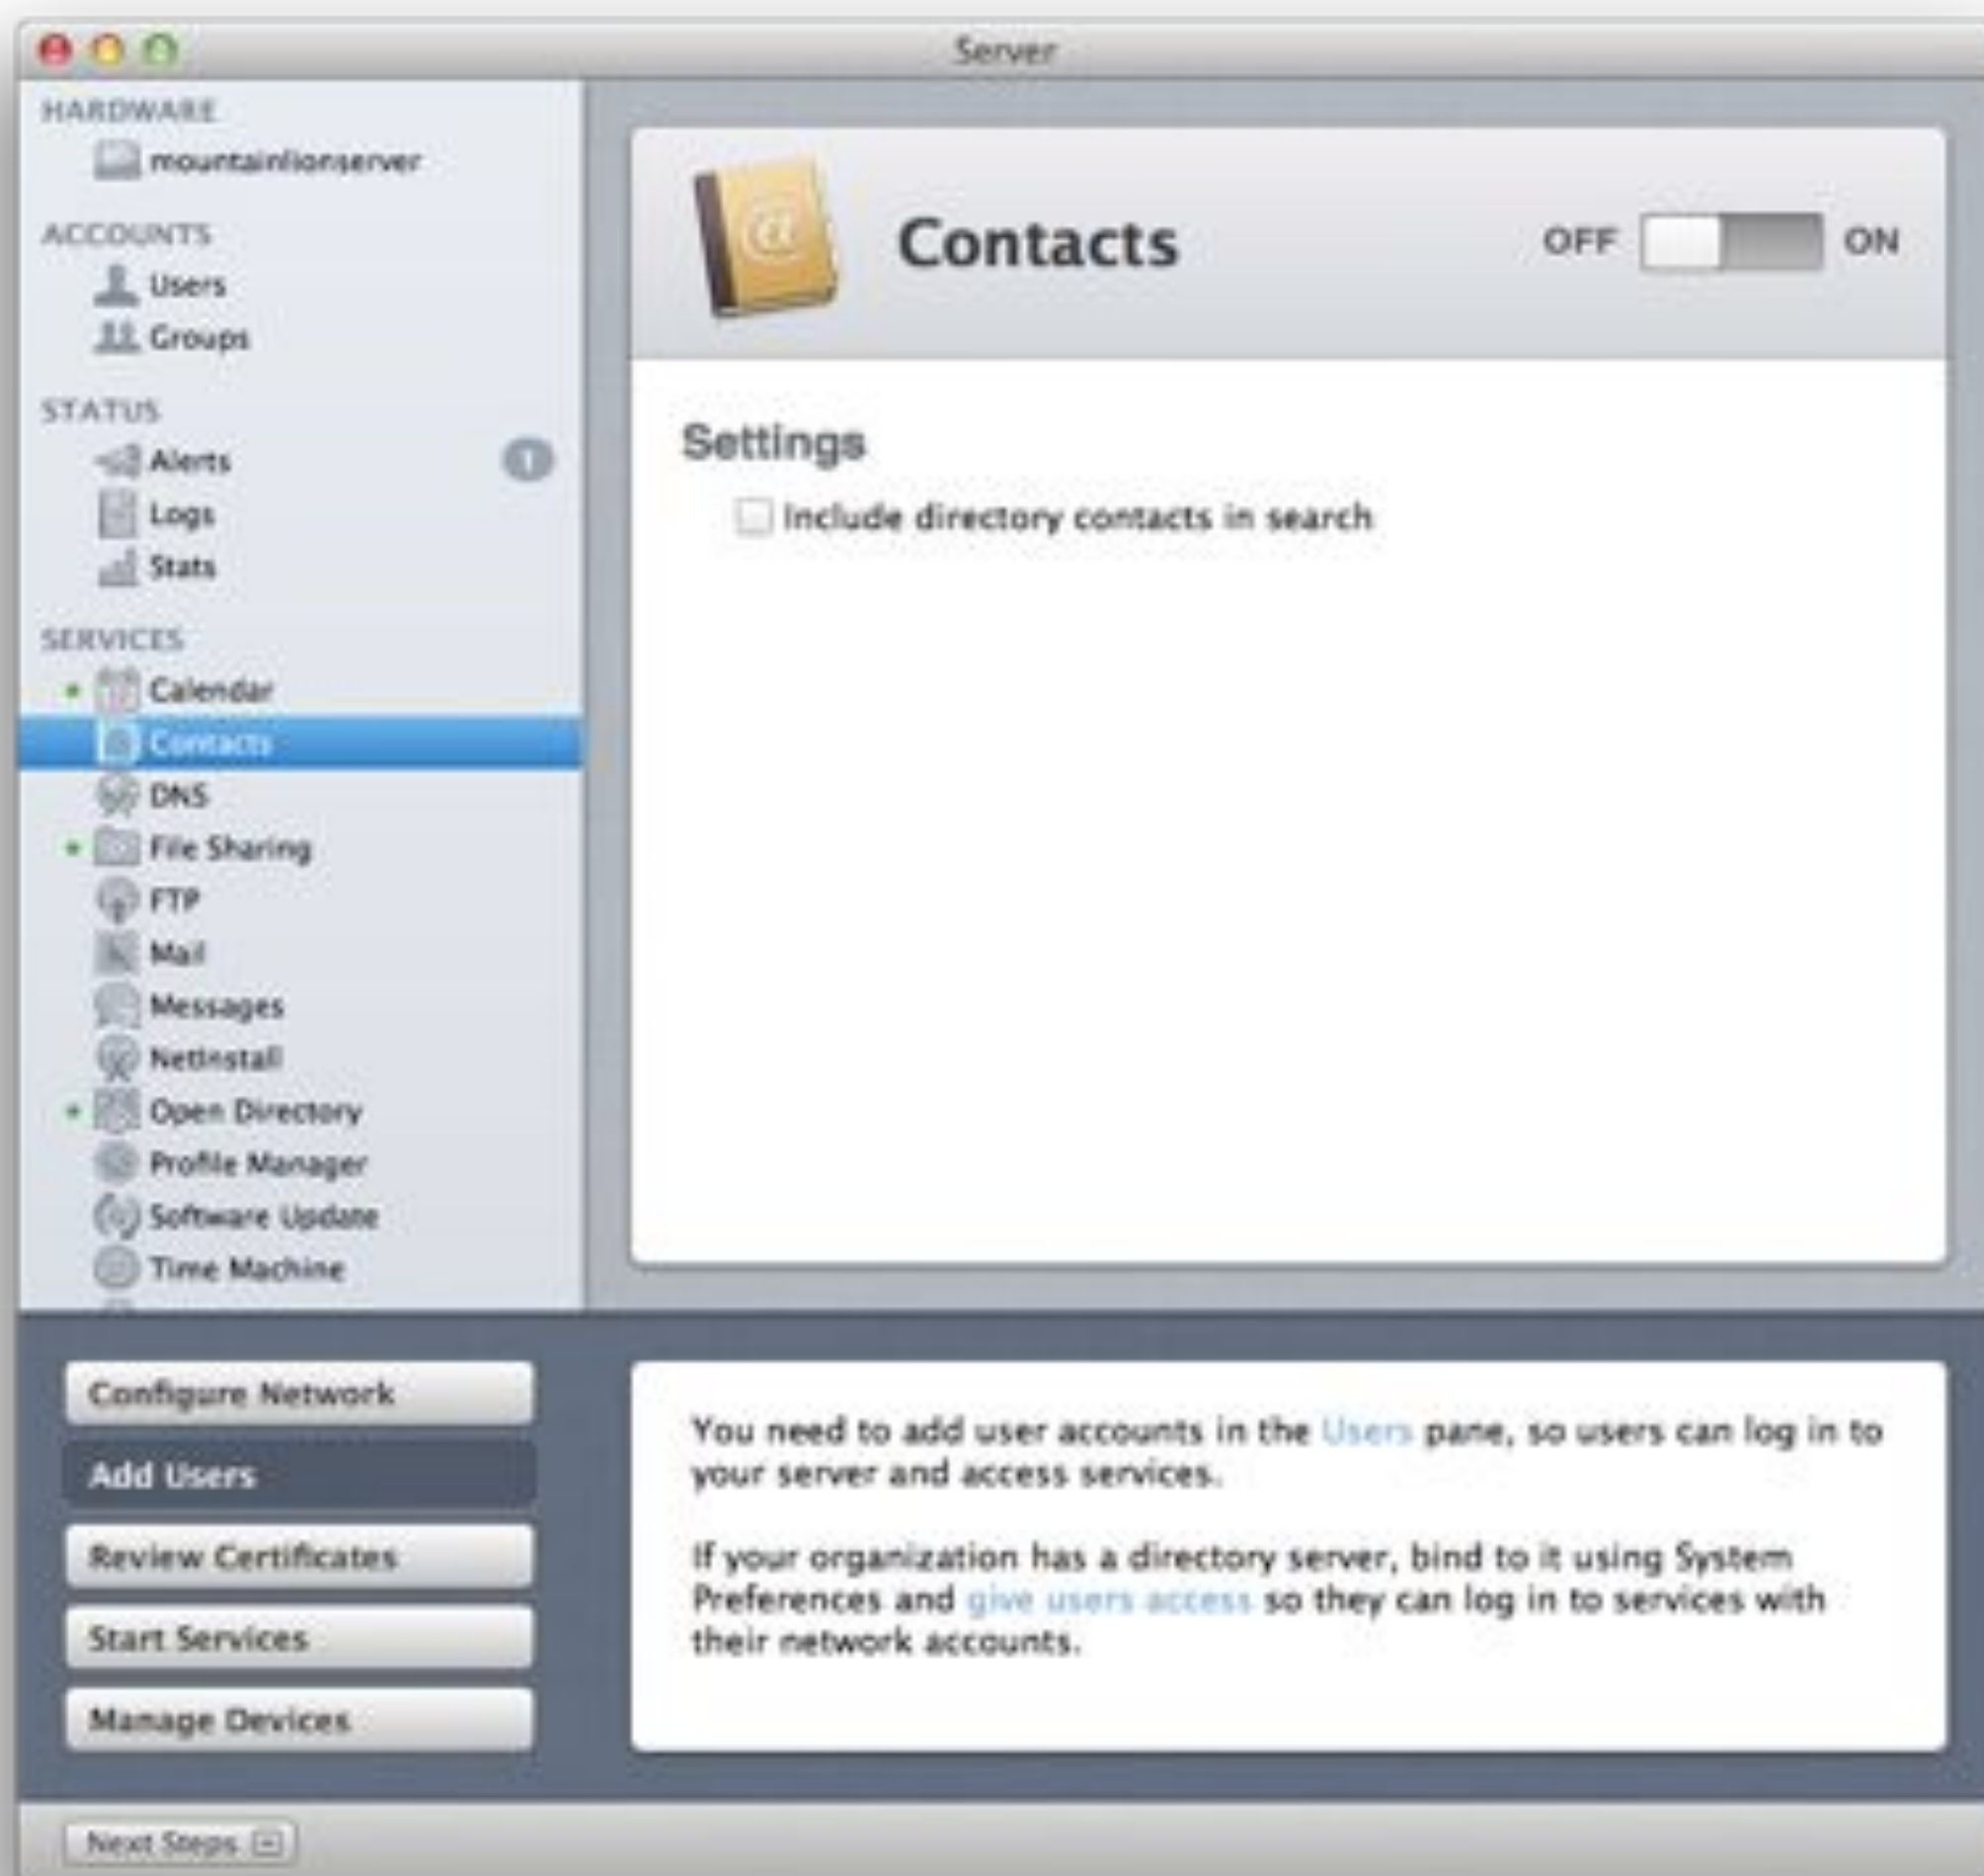 Server
HARDWARE
mountainlionserver
ACCOUNTS
Users
Groups
STATUS
Alerts
1
Logs
Stats
SERVICES
Calendar
Contacts
DNS
File Sharing
FTP
Mail
Messages
NetInstall
Open Directory
Profile Manager
Software Update
Time Machine
@
Contacts
OFF
ON
Settings
Include directory contacts in search
Configure Network
Add Users
Review Certificates
Start Services
Manage Devices
You need to add user accounts in the Users pane, so users can log in to
your server and access services.
If your organization has a directory server, bind to it using System
Preferences and give users access so they can log in to services with
their network accounts.
Next Steps